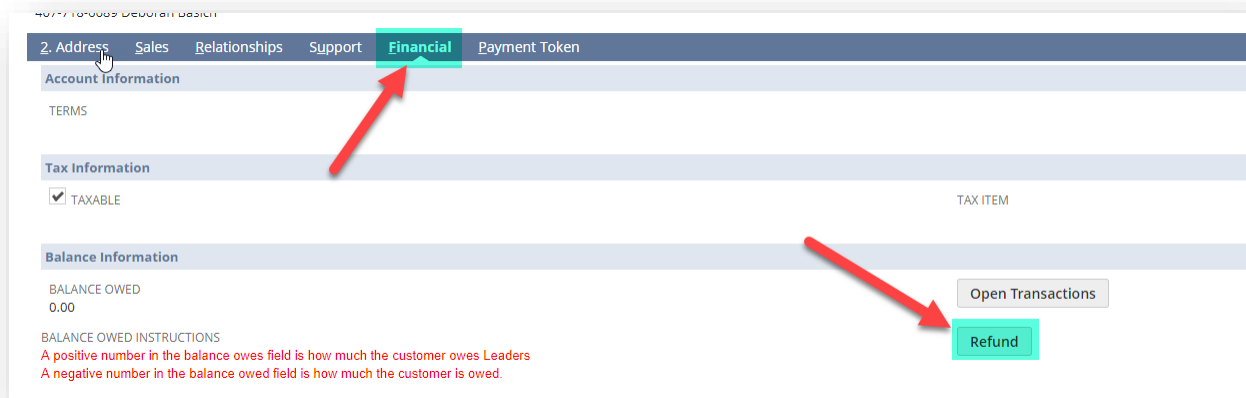 Deborah Basich
2. Address Sales Relationships Support Financial Payment Token
Account Information
TERMS
Tax Information
TAXABLE
TAX ITEM
Balance Information
BALANCE OWED
0.00
Open Transactions
BALANCE OWED INSTRUCTIONS
Refund
A positive number in the balance owes field is how much the customer owes Leaders
A negative number in the balance owed field is how much the customer is owed.